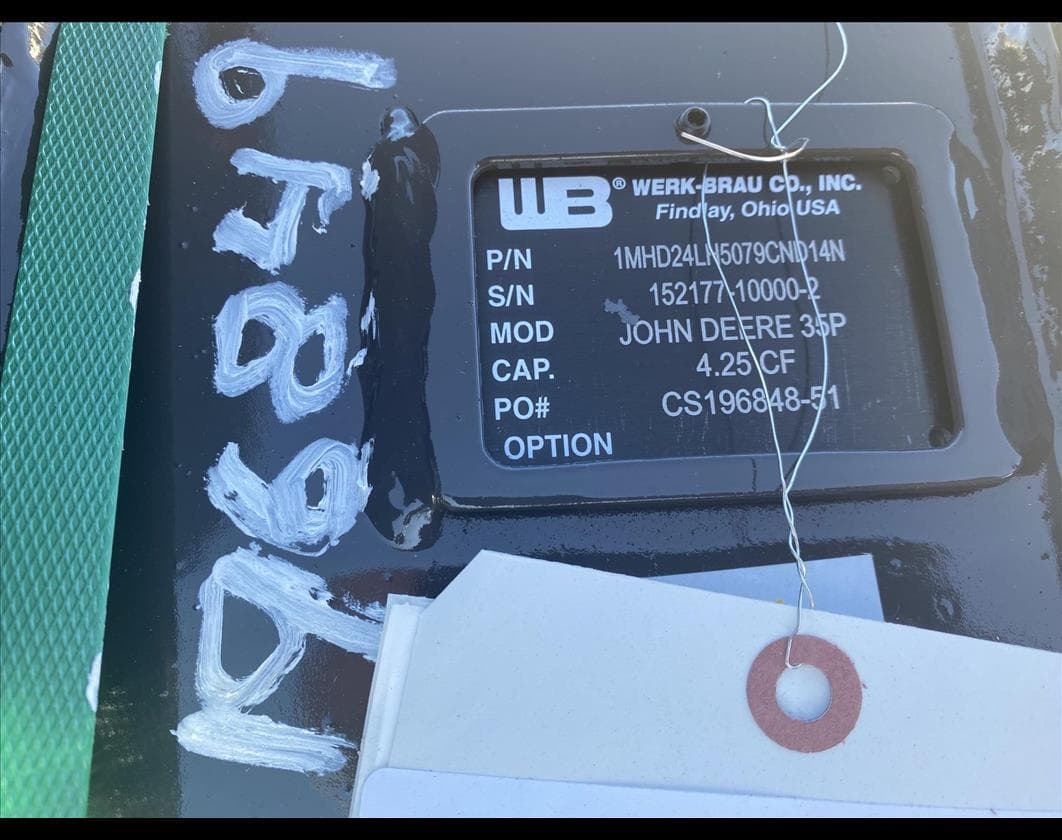 WB® WERK-BRAU CO., INC.
Findlay, Ohio USA
P/N 1MHD24LN5079CND14N
S/N 152177-10000-2
MOD JOHN DEERE 35P
CAP. 4.25 CF
PO# CS196848-51
OPTION